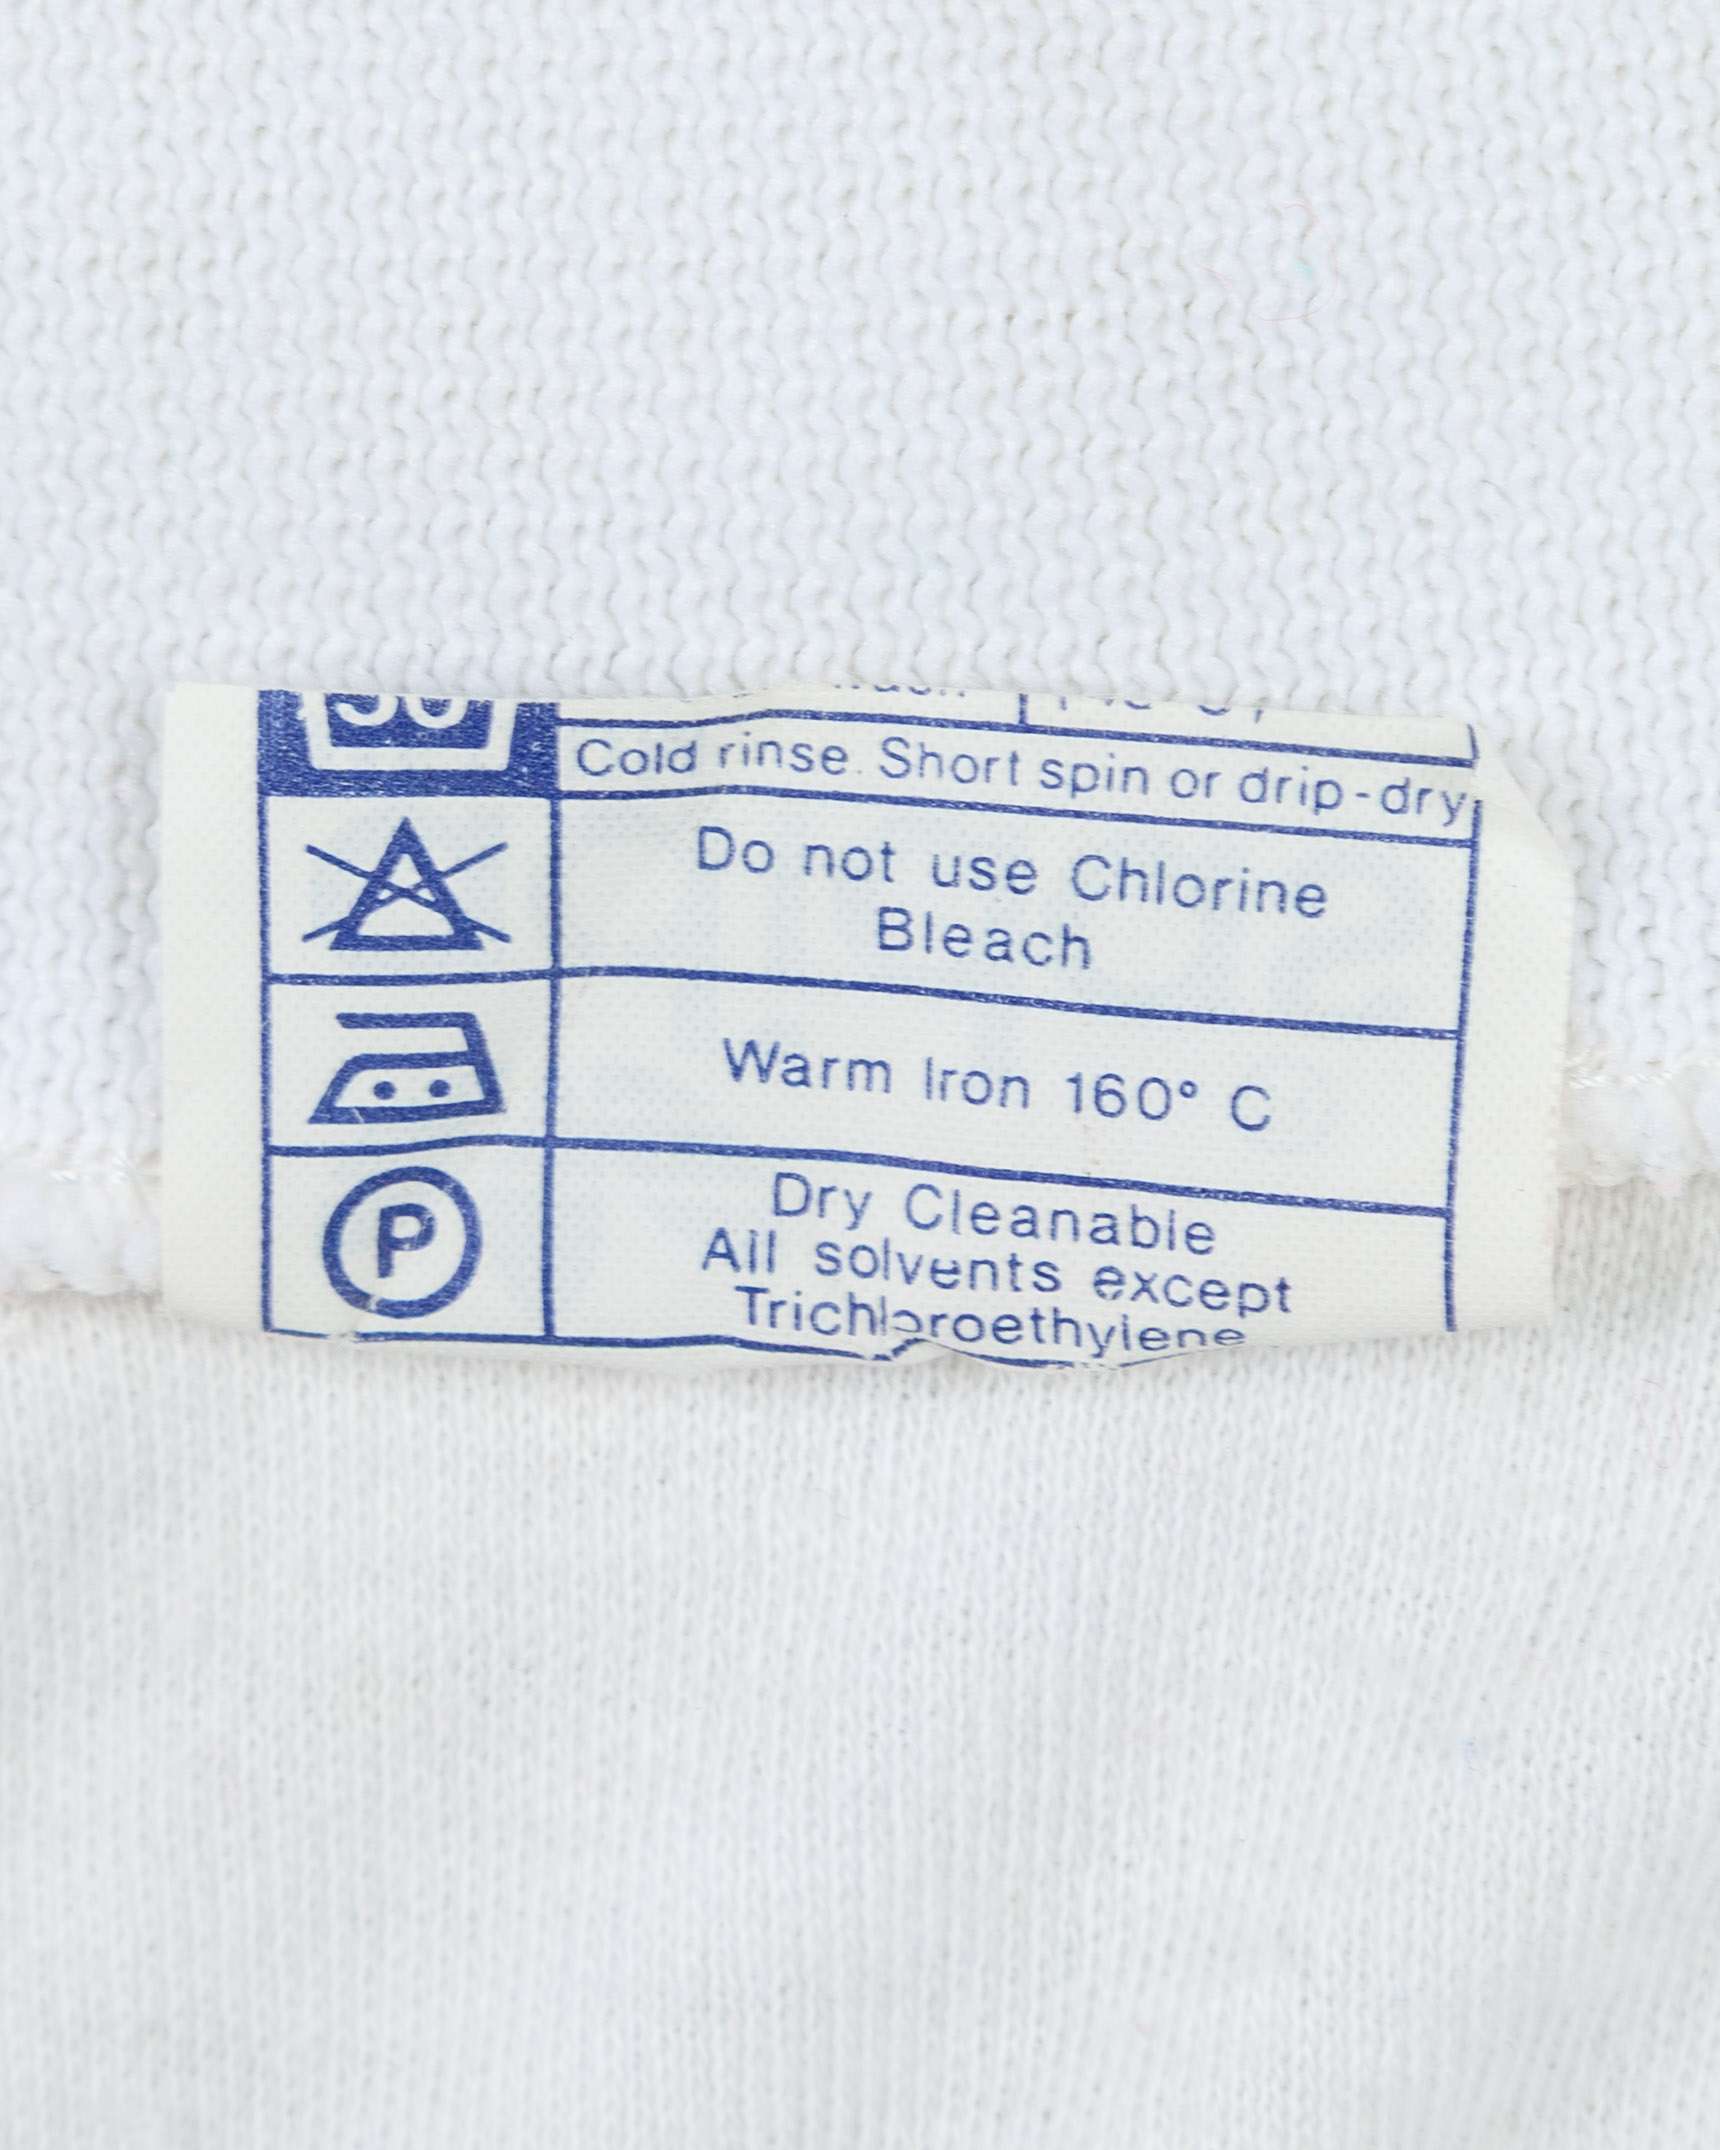 Cold rinse. Short spin or drip-dry
Do not use Chlorine
Bleach
Warm Iron 160° C
P
Dry Cleanable
All solvents except
Trichloroethylene